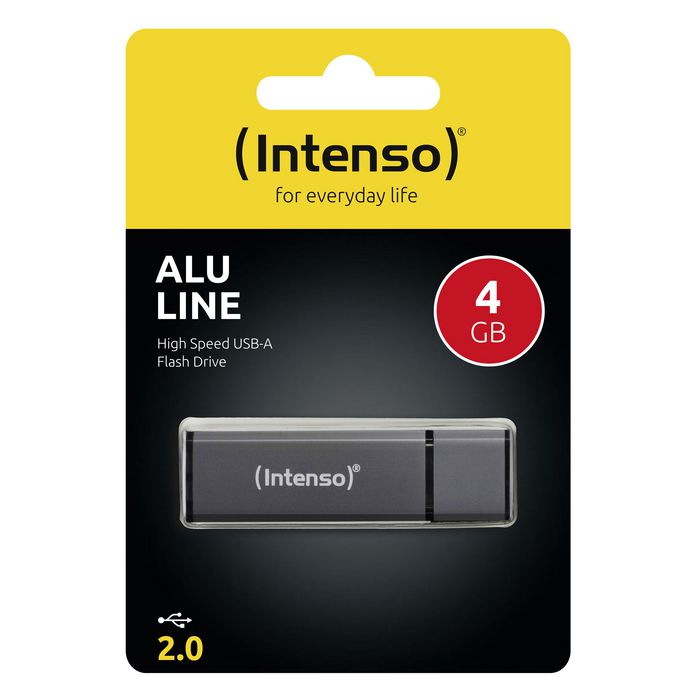 (Intenso)®
for everyday life
ALU
LINE
High Speed USB-A
Flash Drive
4
GB
(Intenso)®
2.0